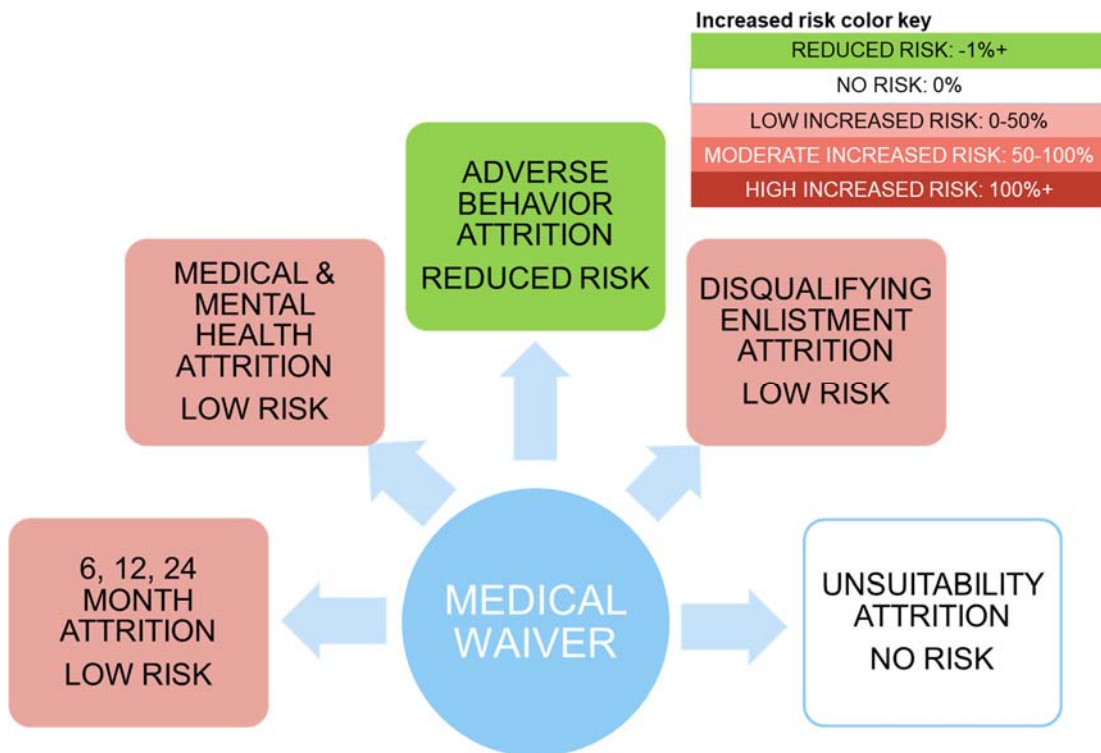 Increased risk color key
REDUCED RISK: -1%+
NO RISK: 0%
LOW INCREASED RISK: 0-50%
MODERATE INCREASED RISK: 50-100%
HIGH INCREASED RISK: 100%+
ADVERSE
BEHAVIOR
ATTRITION
REDUCED RISK
MEDICAL &
MENTAL
HEALTH
ATTRITION
LOW RISK
DISQUALIFYING
ENLISTMENT
ATTRITION
LOW RISK
6, 12, 24
MONTH
ATTRITION
LOW RISK
MEDICAL
WAIVER
UNSUITABILITY
ATTRITION
NO RISK